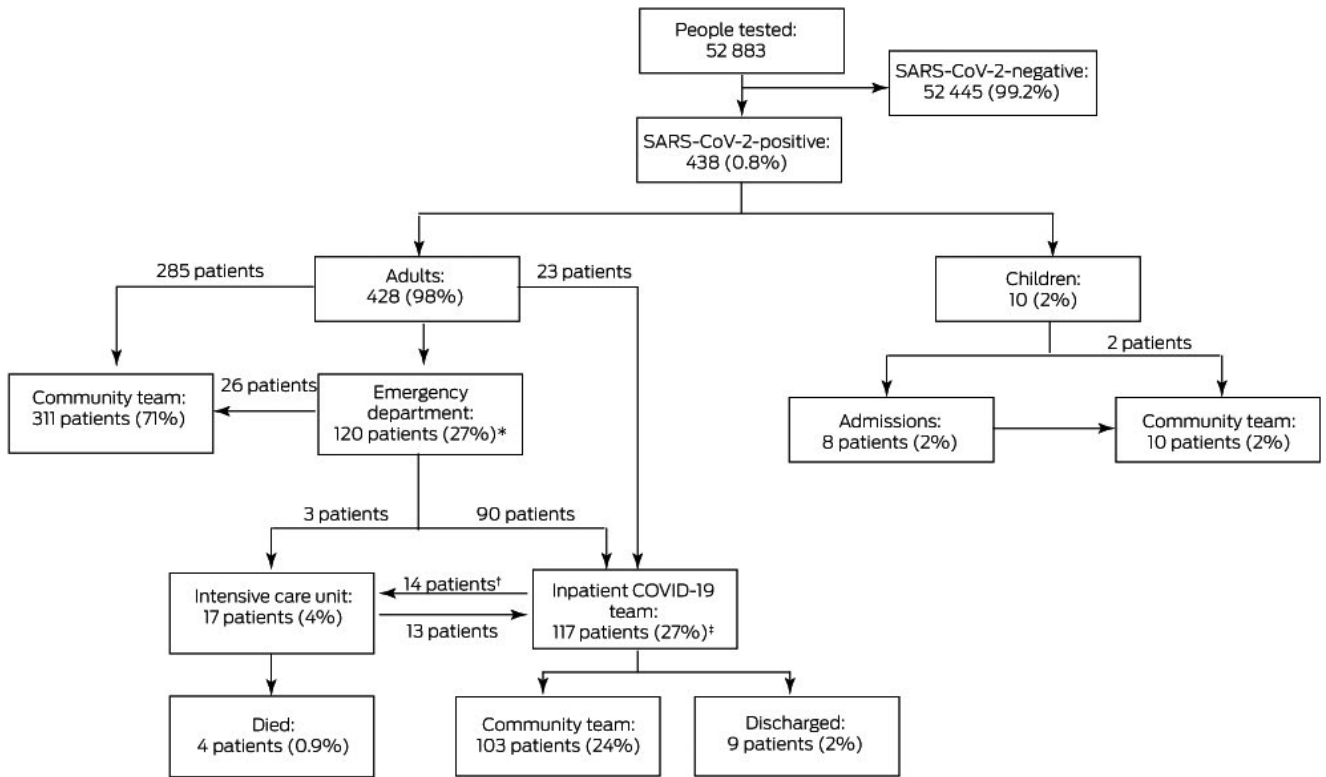 People tested:
52 883
SARS-CoV-2-negative:
52 445 (99.2%)
SARS-CoV-2-positive:
438 (0.8%)
285 patients
Adults:
428 (98%)
23 patients
Children:
10 (2%)
2 patients
Community team:
311 patients (71%)
26 patients
Emergency
department:
120 patients (27%)*
Admissions:
8 patients (2%)
Community team:
10 patients (2%)
3 patients
90 patients
Intensive care unit:
17 patients (4%)
14 patients†
13 patients
Inpatient COVID-19
team:
117 patients (27%)‡
Died:
4 patients (0.9%)
Community team:
103 patients (24%)
Discharged:
9 patients (2%)